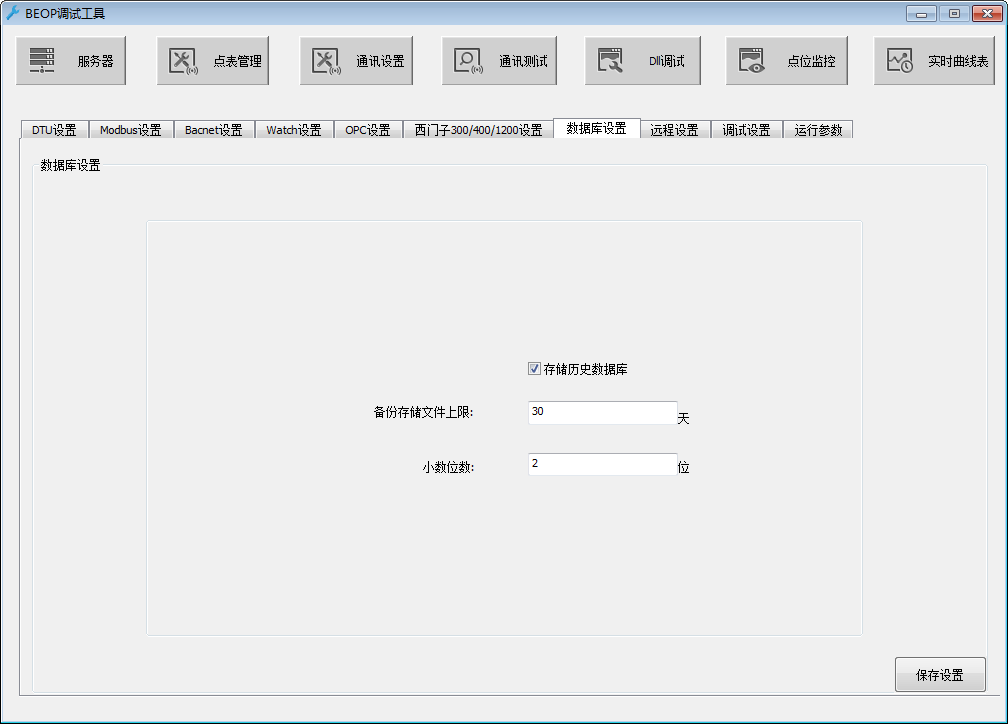 BEOP调试工具
服务器
点表管理
通讯设置
通讯测试
Dll调试
点位监控
实时曲线表
DTU设置
Modbus设置
Bacnet设置
Watch设置
OPC设置
西门子300/400/1200设置
数据库设置
远程设置
调试设置
运行参数
数据库设置
存储历史数据库
备份存储文件上限:
30
天
小数位数:
2
位
保存设置